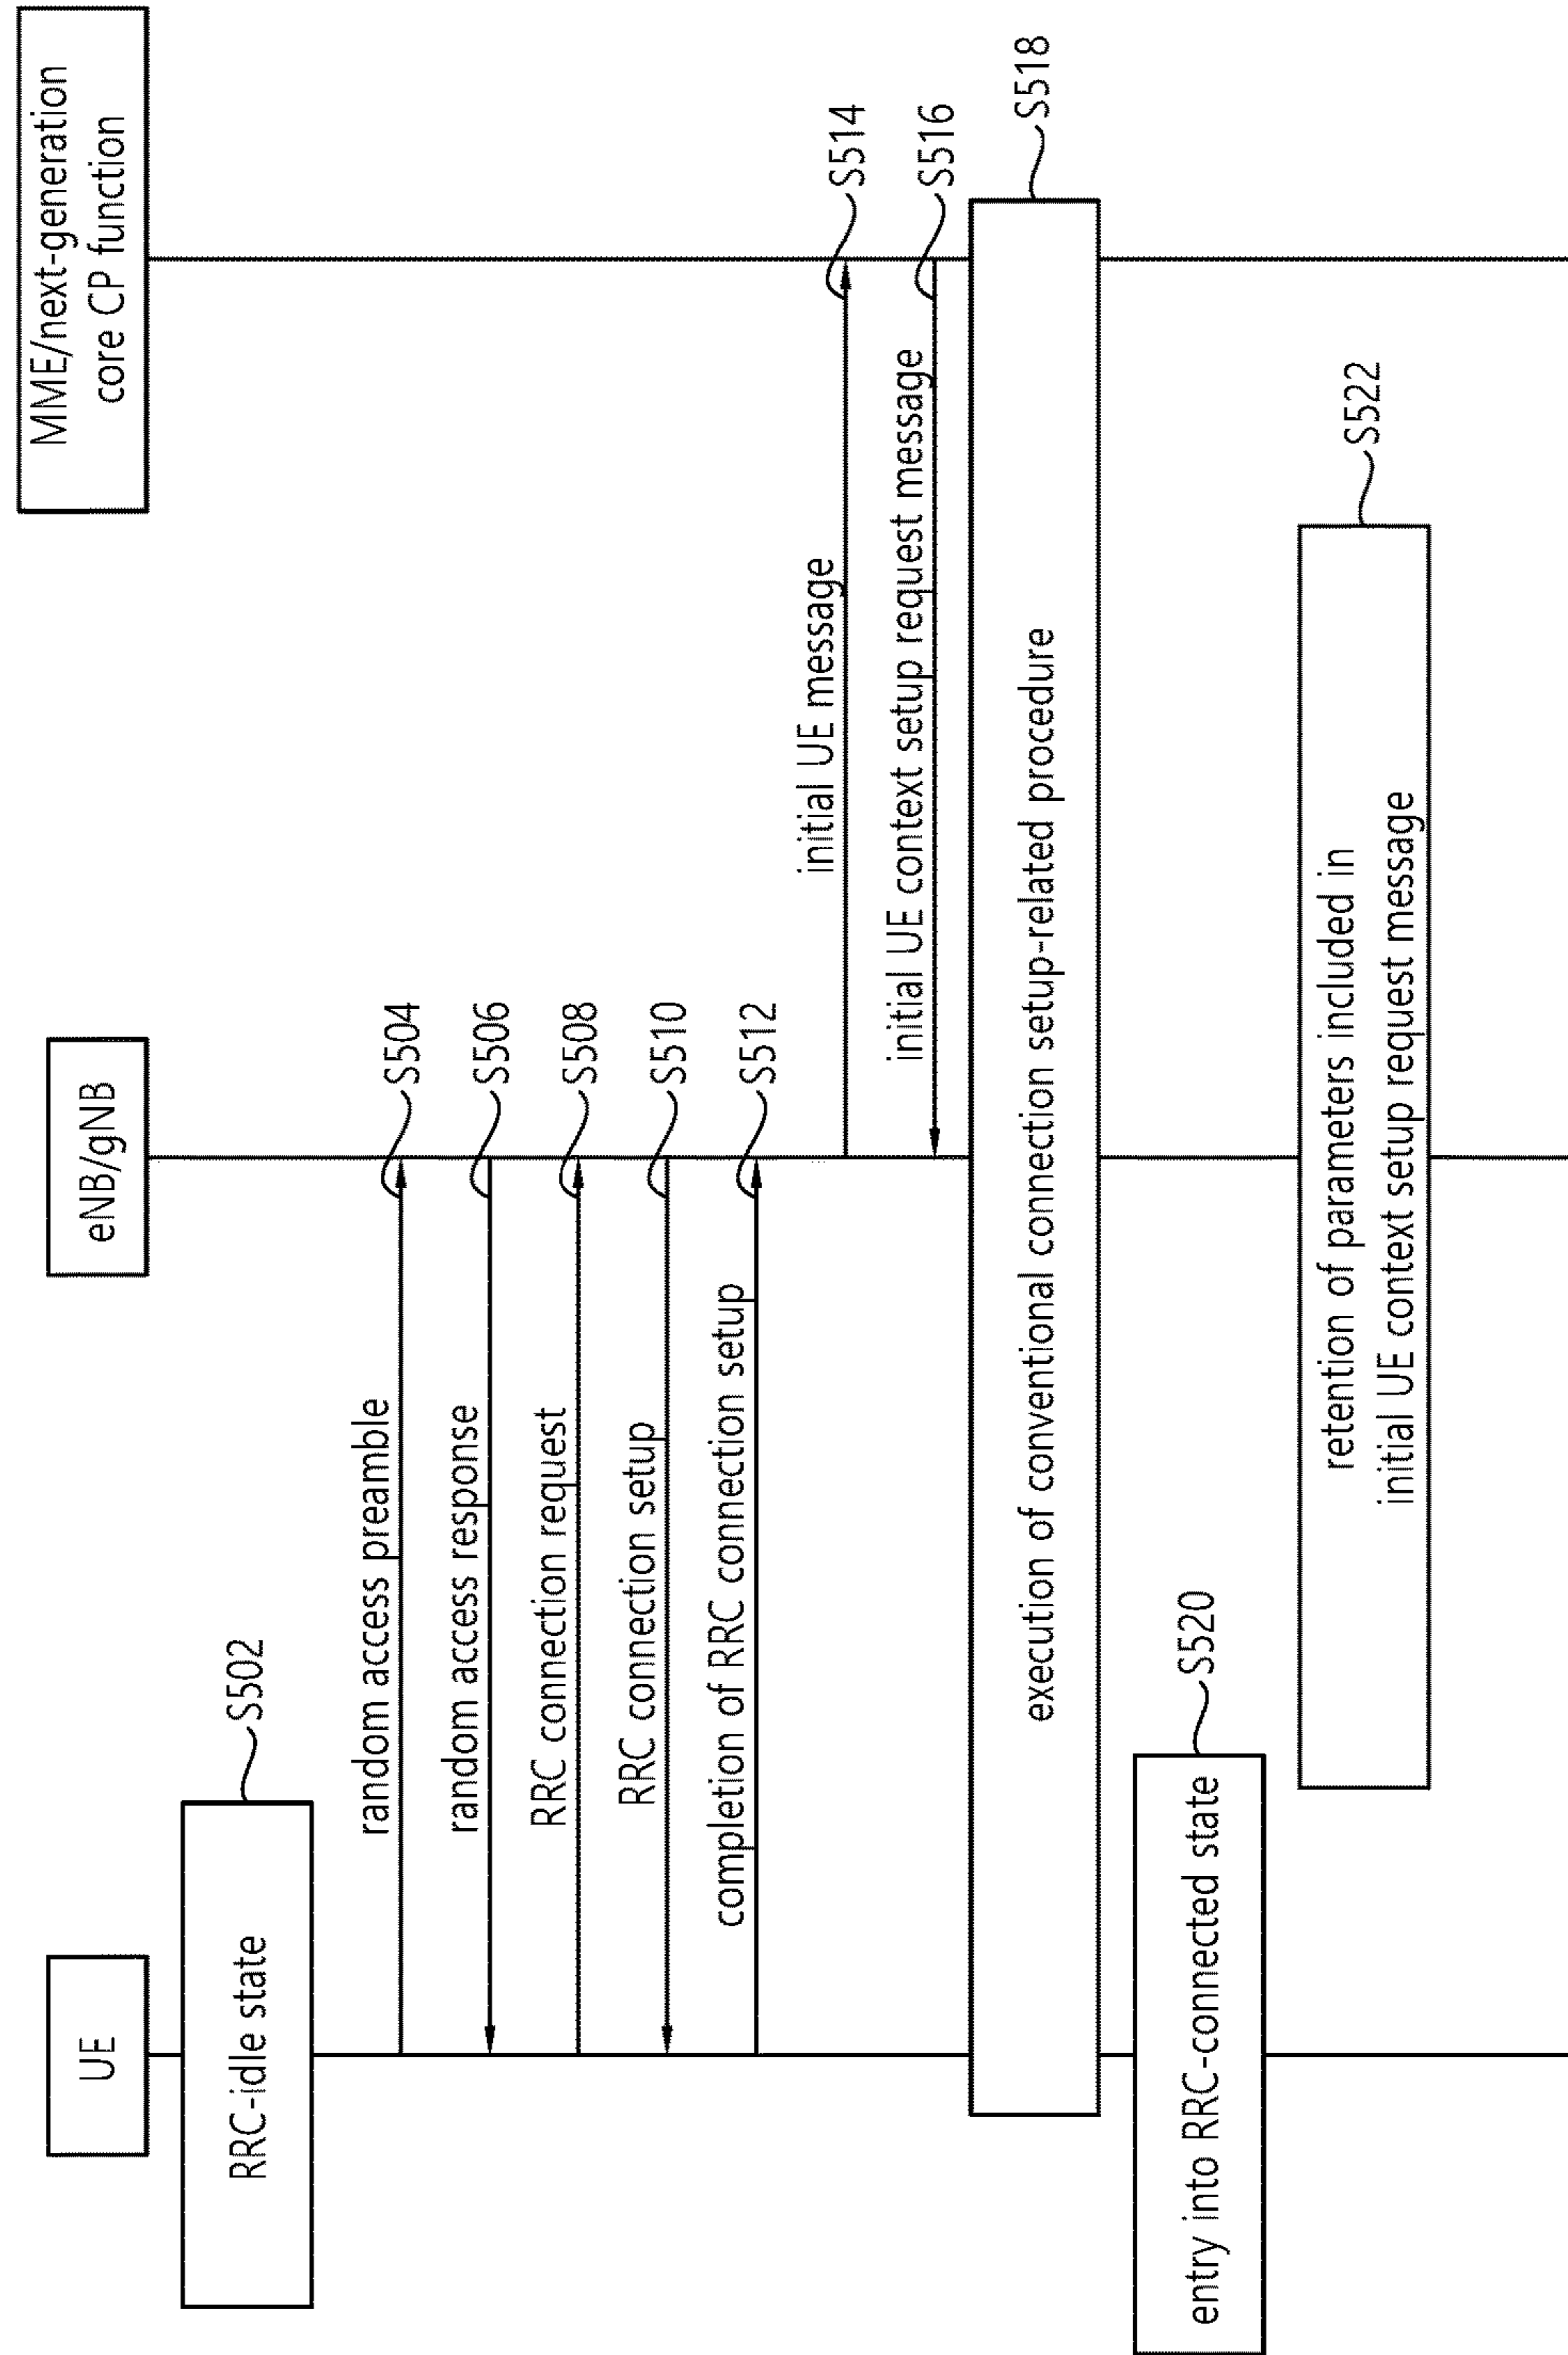 UE
eNB/gNB
MME/next-generation
core CP function
RRC-idle state
S502
random access preamble
S504
random access response
S506
RRC connection request
S508
RRC connection setup
S510
completion of RRC connection setup
S512
initial UE message
S514
initial UE context setup request message
S516
execution of conventional connection setup-related procedure
S518
entry into RRC-connected state
S520
retention of parameters included in
initial UE context setup request message
S522